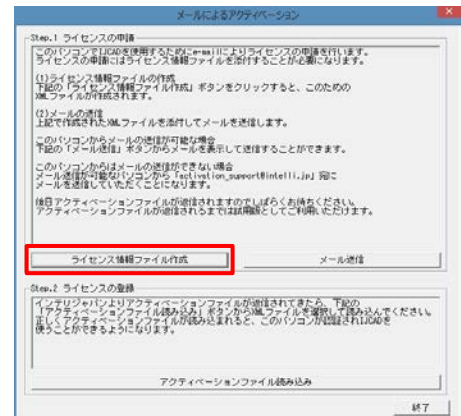 メールによるアクティベーション
Step.1 ライセンスの申請
このパソコンでIJCADを使用するためにe-mailによりライセンスの申請を行います。
ライセンスの申請にはライセンス情報ファイルを添付することが必要になります。
(1)ライセンス情報ファイルの作成
下記の「ライセンス情報ファイル作成」ボタンをクリックすると、このための
XMLファイルが作成されます。
(2)メールの送信
上記で作成されたXMLファイルを添付してメールを送信します。
このパソコンからメールの送信が可能な場合
下記の「メール送信」ボタンからメールを表示して送信することができます。
このパソコンからはメールの送信ができない場合
メール送信が可能なパソコンから「activation_support@intelli.jp」宛に
メールを送信していただくことになります。
後日アクティベーションファイルが返信されますのでしばらくお待ちください。
アクティベーションファイルが返信されるまでは試用版としてご利用いただけます。
ライセンス情報ファイル作成
メール送信
Step.2 ライセンスの登録
インテリジャパンよりアクティベーションファイルが返信されてきたら、下記の
「アクティベーションファイル読み込み」ボタンからXMLファイルを選択して読み込んでください。
正しくアクティベーションファイルが読み込まれると、このパソコンが認証されIJCADを
使うことができるようになります。
アクティベーションファイル読み込み
終了